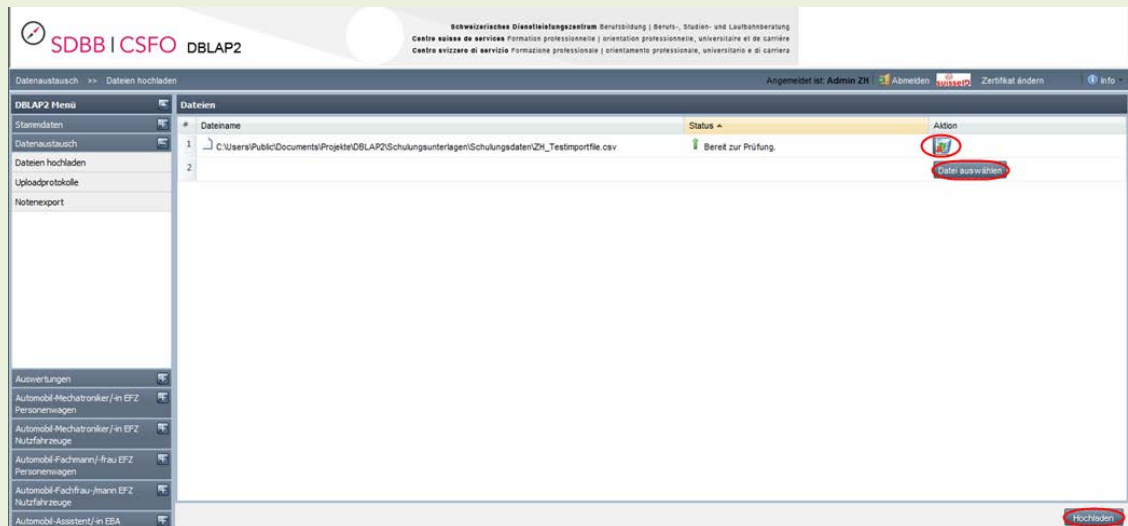 SDBB | CSFO DBLAP2
Schweizerisches Dienstleistungszentrum Berufsbildung | Berufs-, Studien- und Laufbahnberatung
Centre suisse de services Formation professionnelle | orientation professionnelle, universitaire et de carrière
Centro svizzero di servizio Formazione professionale | orientamento professionale, universitario e di carriera
Datenaustausch >> Dateien hochladen
Angemeldet ist: Admin ZH Abmelden suisseID Zertifikat ändern Info
DBLAP2 Menü
Stammdaten
Datenaustausch
Dateien hochladen
Uploadprotokolle
Notenexport
Auswertungen
Automobil-Mechatroniker/-in EFZ
Personenwagen
Automobil-Mechatroniker/-in EFZ
Nutzfahrzeuge
Automobil-Fachmann/-frau EFZ
Personenwagen
Automobil-Fachfrau-/mann EFZ
Nutzfahrzeuge
Automobil-Assistent/-in EBA
Dateien
# Dateiname Status Aktion
1 C:\Users\Public\Documents\Projekte\DBLAP2\Schulungsunterlagen\Schulungsdaten\ZH_Testimportfile.csv Bereit zur Prüfung.
2 Datei auswählen
Hochladen